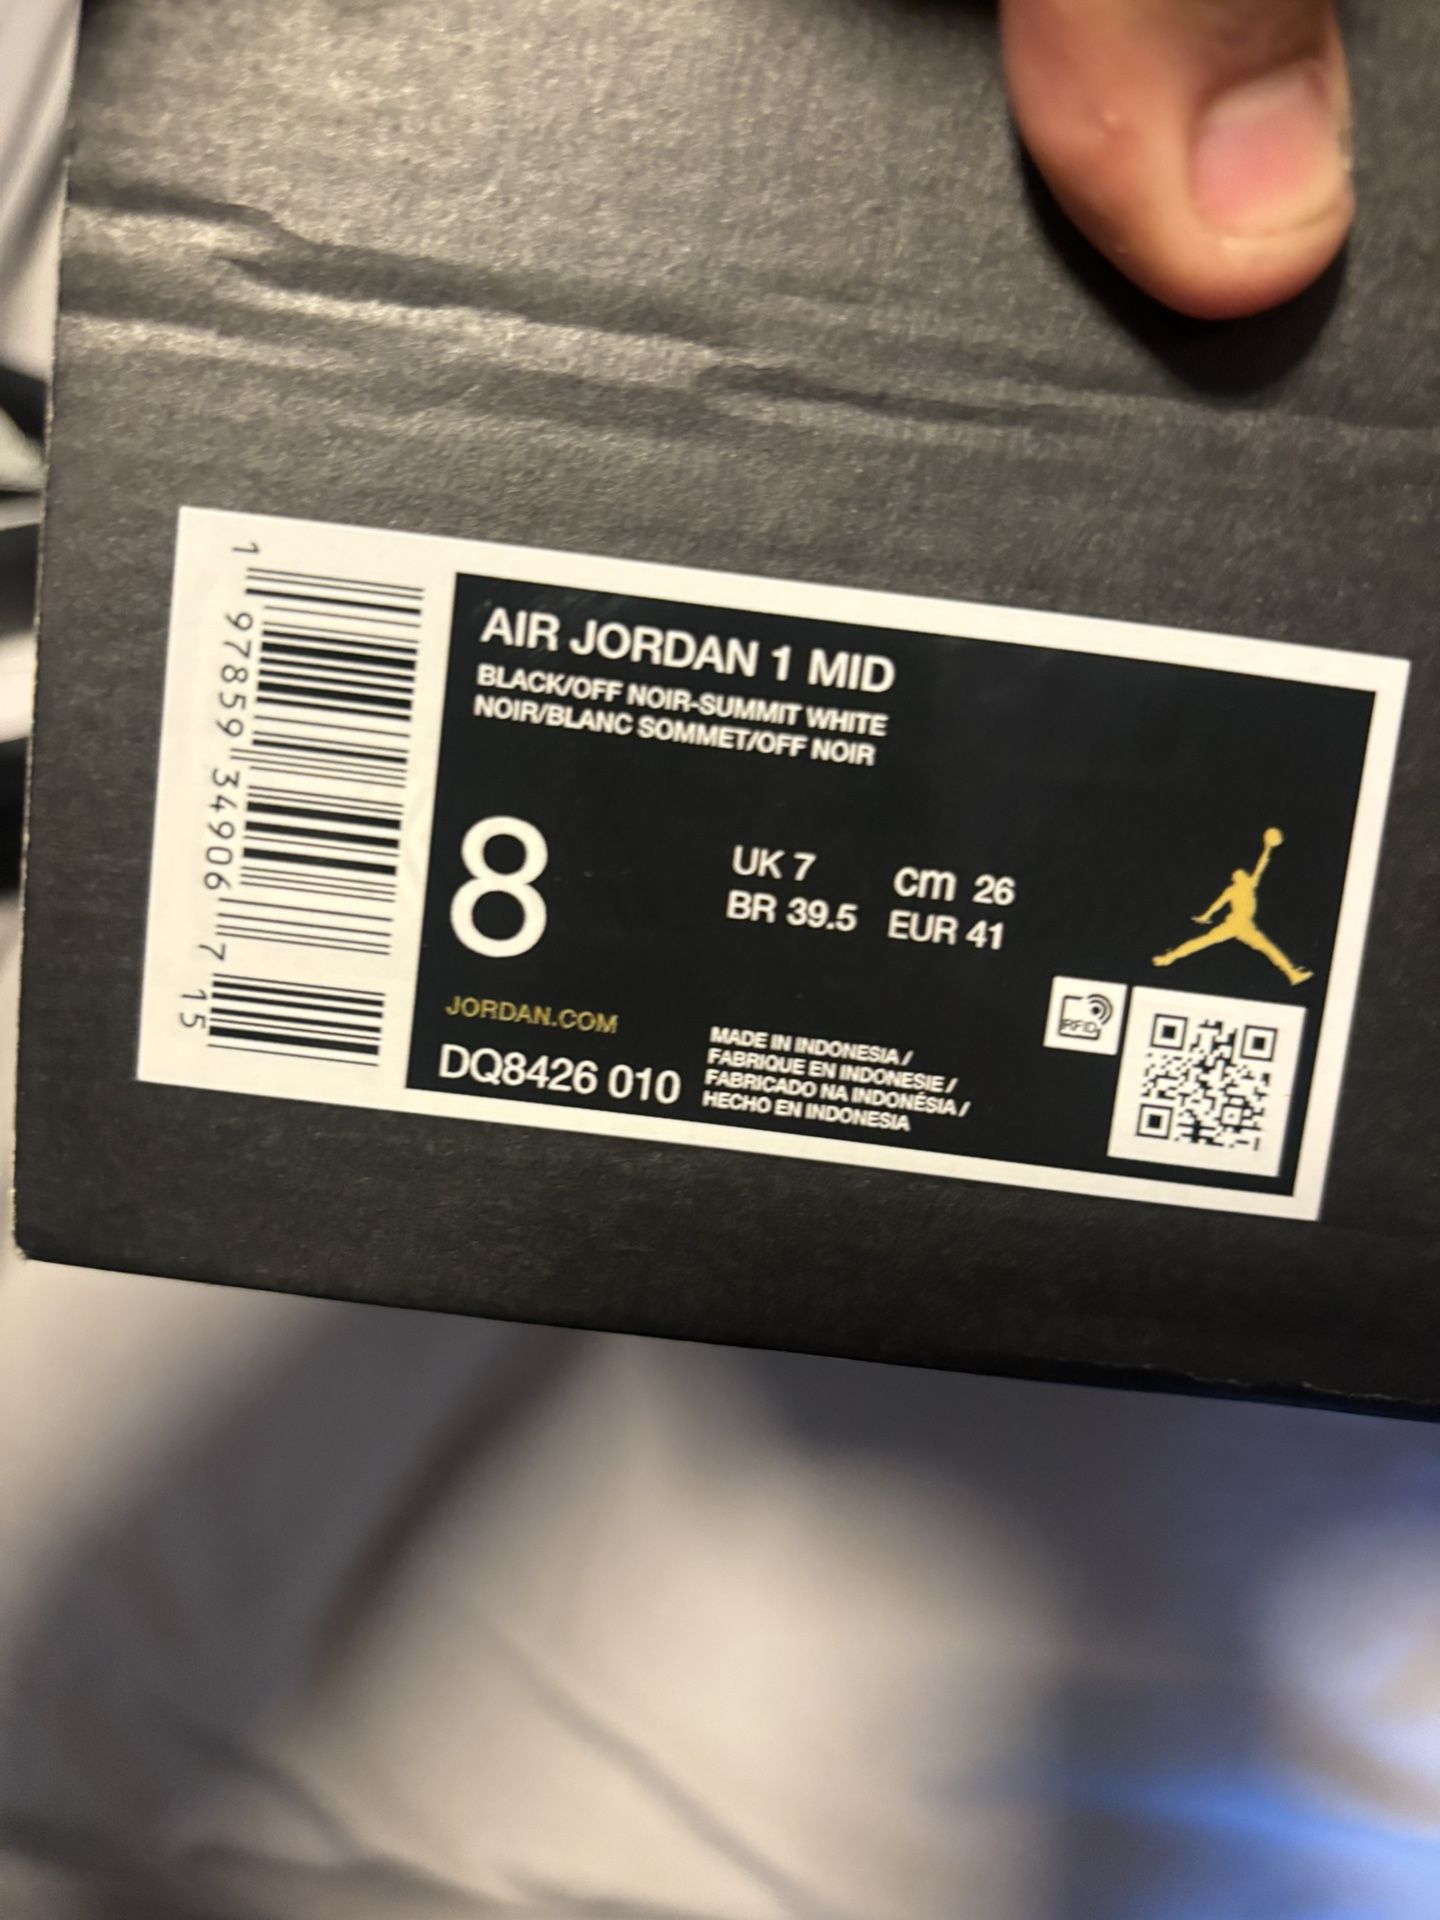 AIR JORDAN 1 MID
BLACK/OFF NOIR-SUMMIT WHITE
NOIR/BLANC SOMMET/OFF NOIR
8
UK 7 cm 26
BR 39.5 EUR 41
JORDAN.COM
DQ8426 010
MADE IN INDONESIA /
FABRIQUE EN INDONESIE /
FABRICADO NA INDONÉSIA /
HECHO EN INDONESIA
RFID
1 97859 34906 7 15